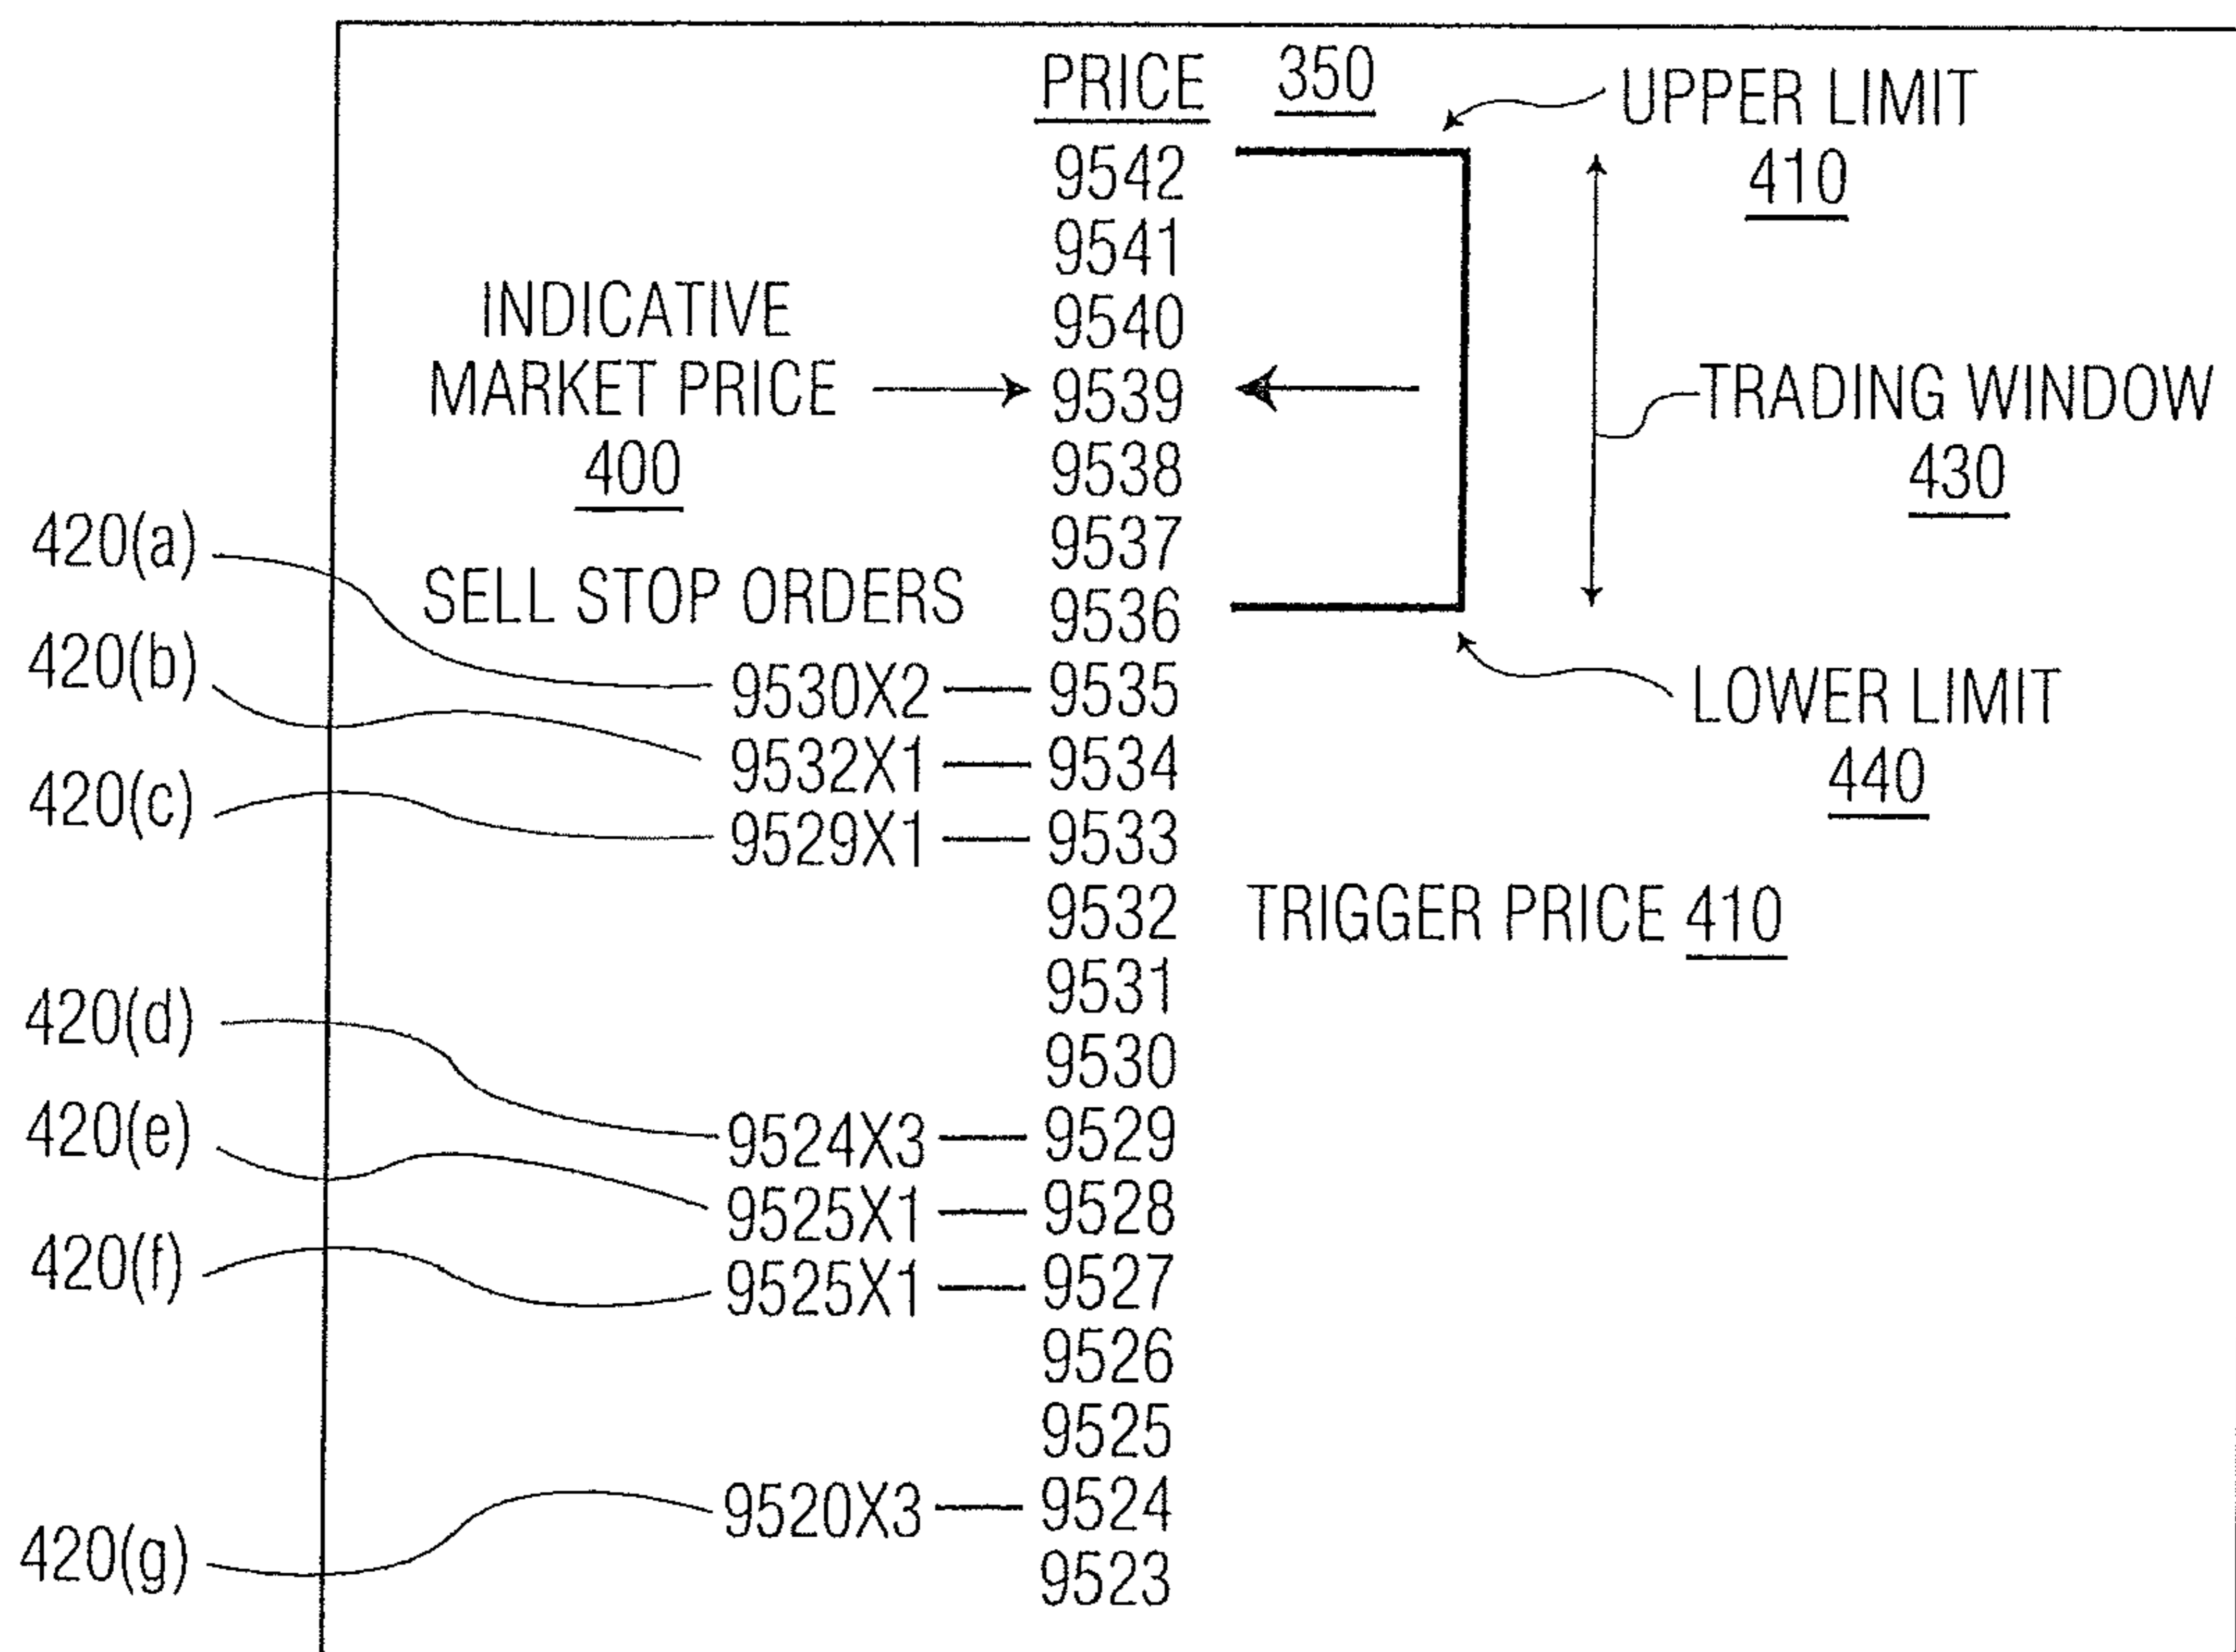 PRICE 350
UPPER LIMIT
410
9542
9541
9540
INDICATIVE
MARKET PRICE
400
9539
TRADING WINDOW
430
9538
9537
SELL STOP ORDERS
9536
420(a)
9530X2 — 9535
LOWER LIMIT
440
420(b)
9532X1 — 9534
420(c)
9529X1 — 9533
9532
TRIGGER PRICE 410
9531
9530
420(d)
9524X3 — 9529
420(e)
9525X1 — 9528
420(f)
9525X1 — 9527
9526
9525
420(g)
9520X3 — 9524
9523